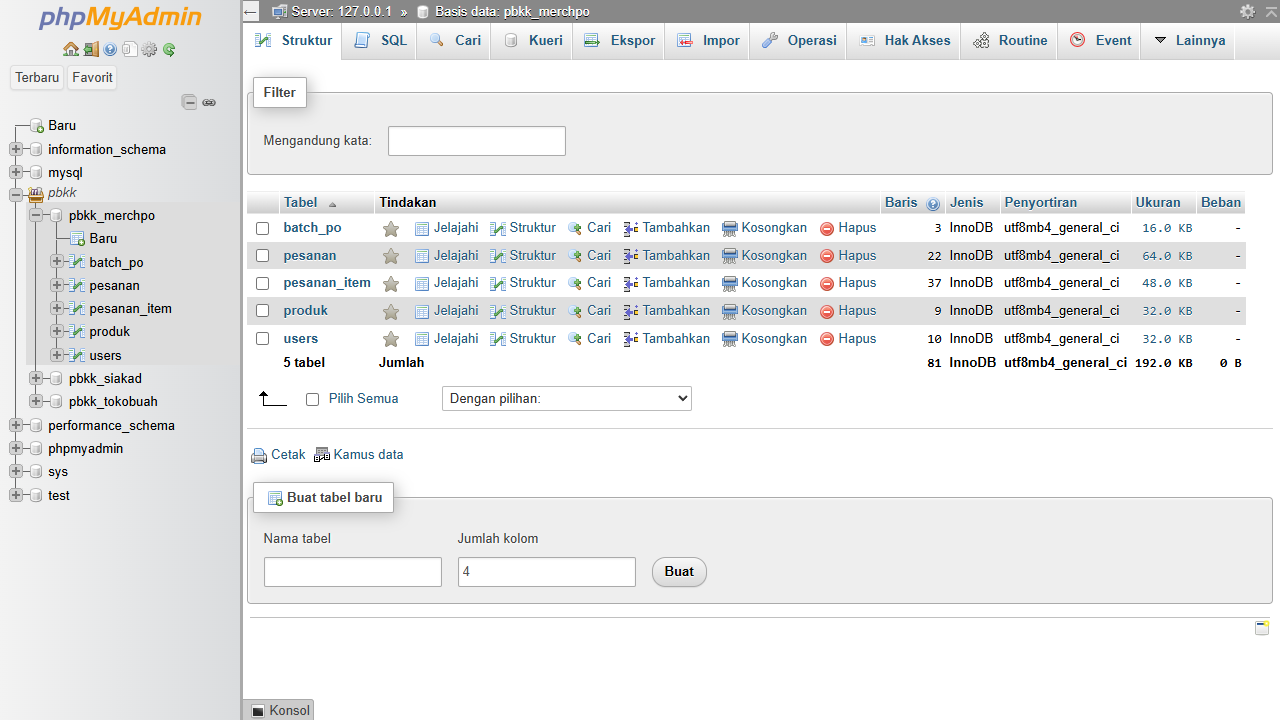 phpMyAdmin
Terbaru Favorit
Baru
information_schema
mysql
pbkk
pbkk_merchpo
Baru
batch_po
pesanan
pesanan_item
produk
users
pbkk_siakad
pbkk_tokobuah
performance_schema
phpmyadmin
sys
test
Server: 127.0.0.1 » Basis data: pbkk_merchpo
Struktur SQL Cari Kueri Ekspor Impor Operasi Hak Akses Routine Event Lainnya
Filter
Mengandung kata:
Tabel Tindakan Baris Jenis Penyortiran Ukuran Beban
batch_po Jelajahi Struktur Cari Tambahkan Kosongkan Hapus 3 InnoDB utf8mb4_general_ci 16.0 KB -
pesanan Jelajahi Struktur Cari Tambahkan Kosongkan Hapus 22 InnoDB utf8mb4_general_ci 64.0 KB -
pesanan_item Jelajahi Struktur Cari Tambahkan Kosongkan Hapus 37 InnoDB utf8mb4_general_ci 48.0 KB -
produk Jelajahi Struktur Cari Tambahkan Kosongkan Hapus 9 InnoDB utf8mb4_general_ci 32.0 KB -
users Jelajahi Struktur Cari Tambahkan Kosongkan Hapus 10 InnoDB utf8mb4_general_ci 32.0 KB -
5 tabel Jumlah 81 InnoDB utf8mb4_general_ci 192.0 KB 0 B
Pilih Semua Dengan pilihan:
Cetak Kamus data
Buat tabel baru
Nama tabel Jumlah kolom
4 Buat
Konsol